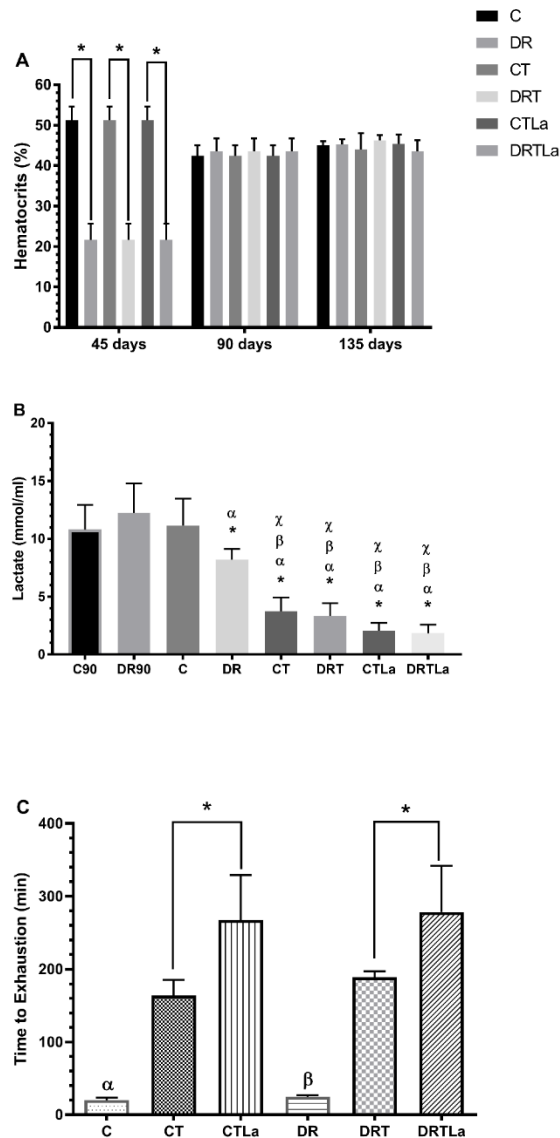 C
DR
CT
DRT
CTLa
DRTLa
A
* * *
Hematocrits (%)
60
50
40
30
20
10
0
45 days 90 days 135 days
B
Lactate (mmol/ml)
20
15
10
5
0
α
*
χ χ χ χ
β β β β
α α α α
* * * *
C90 DR90 C DR CT DRT CTLa DRTLa
C
Time to Exhaustion (min)
400
300
200
100
0
* *
α β
C CT CTLa DR DRT DRTLa